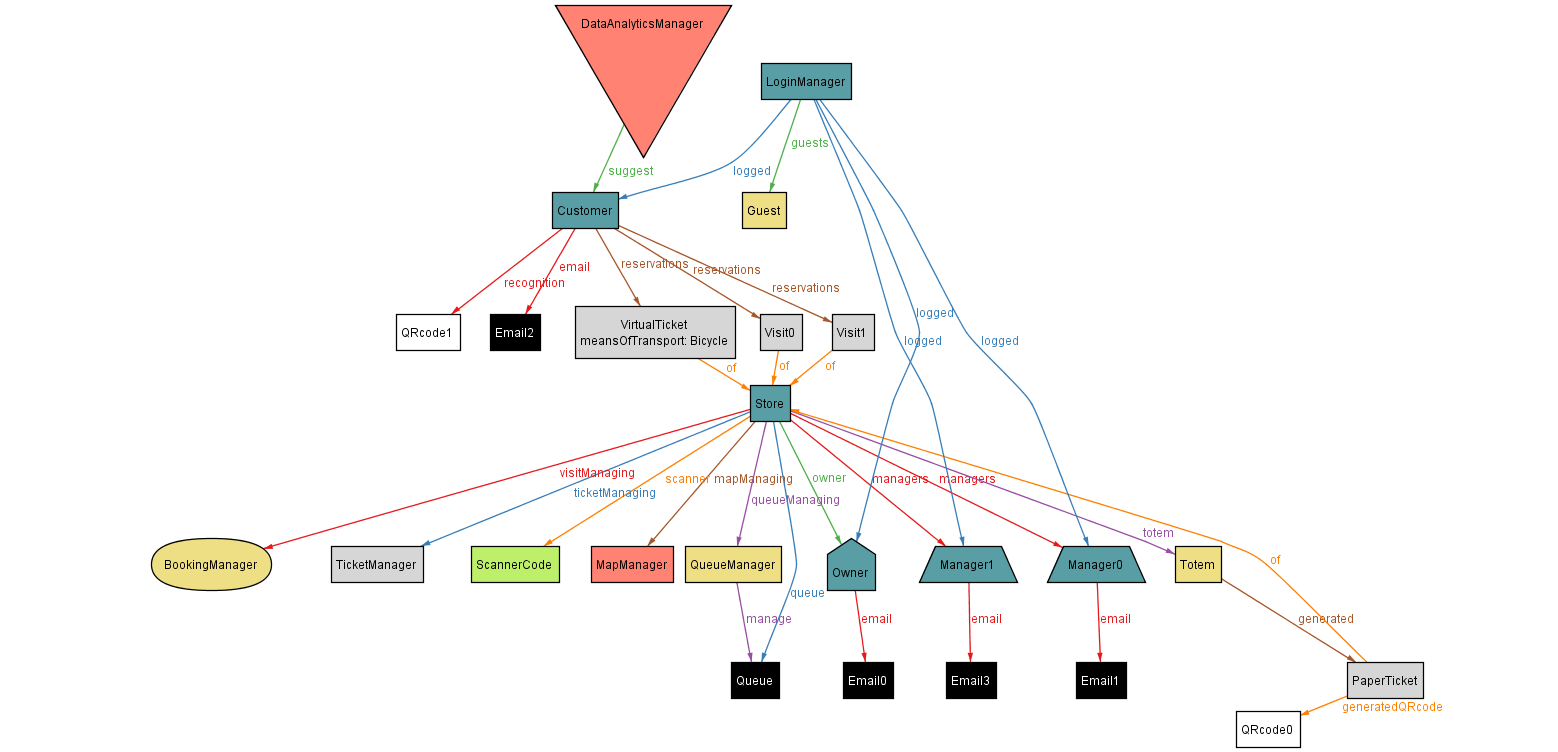 DataAnalyticsManager
LoginManager
guests
suggest
logged
Customer
Guest
email
reservations
reservations
recognition
reservations
logged
VirtualTicket
meansOfTransport: Bicycle
QRcode1
Email2
Visit0
Visit1
logged
logged
of
of
of
Store
visitManaging
scanner
mapManaging
owner
managers
managers
ticketManaging
queueManaging
totem
of
BookingManager
TicketManager
ScannerCode
MapManager
QueueManager
Owner
Manager1
Manager0
Totem
queue
manage
email
email
email
generated
Queue
Email0
Email3
Email1
PaperTicket
generatedQRcode
QRcode0